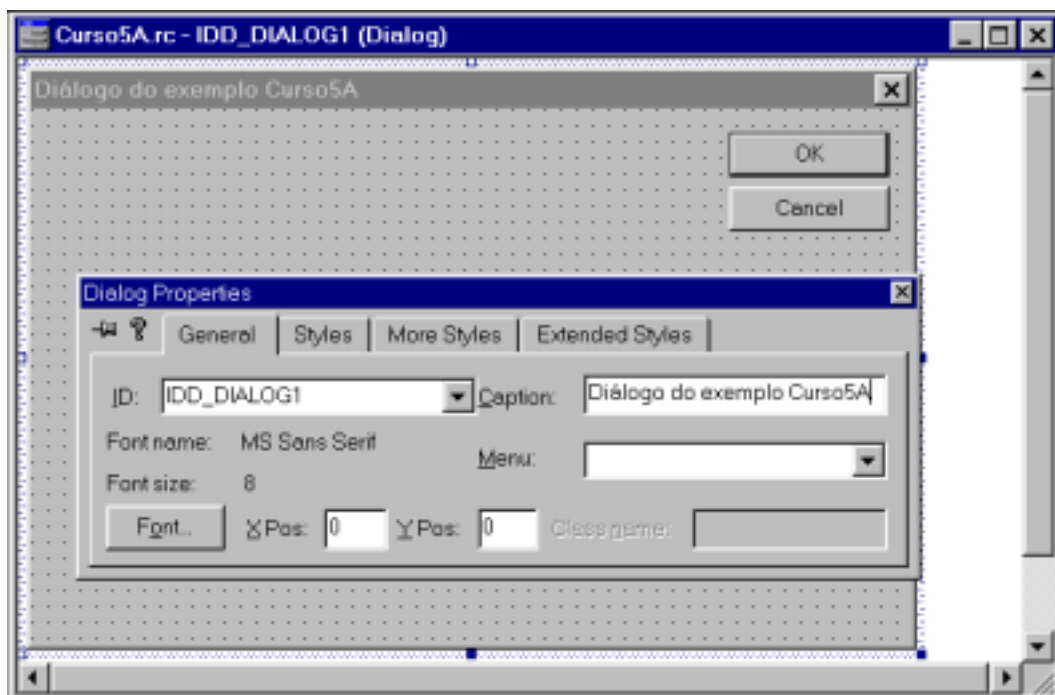 Curso5A.rc - IDD_DIALOG1 (Dialog)
Diálogo do exemplo Curso5A
OK
Cancel
Dialog Properties
General Styles More Styles Extended Styles
ID: IDD_DIALOG1 Caption: Diálogo do exemplo Curso5A
Font name: MS Sans Serif Menu:
Font size: 8
Font... X Pos: 0 Y Pos: 0 Class name: